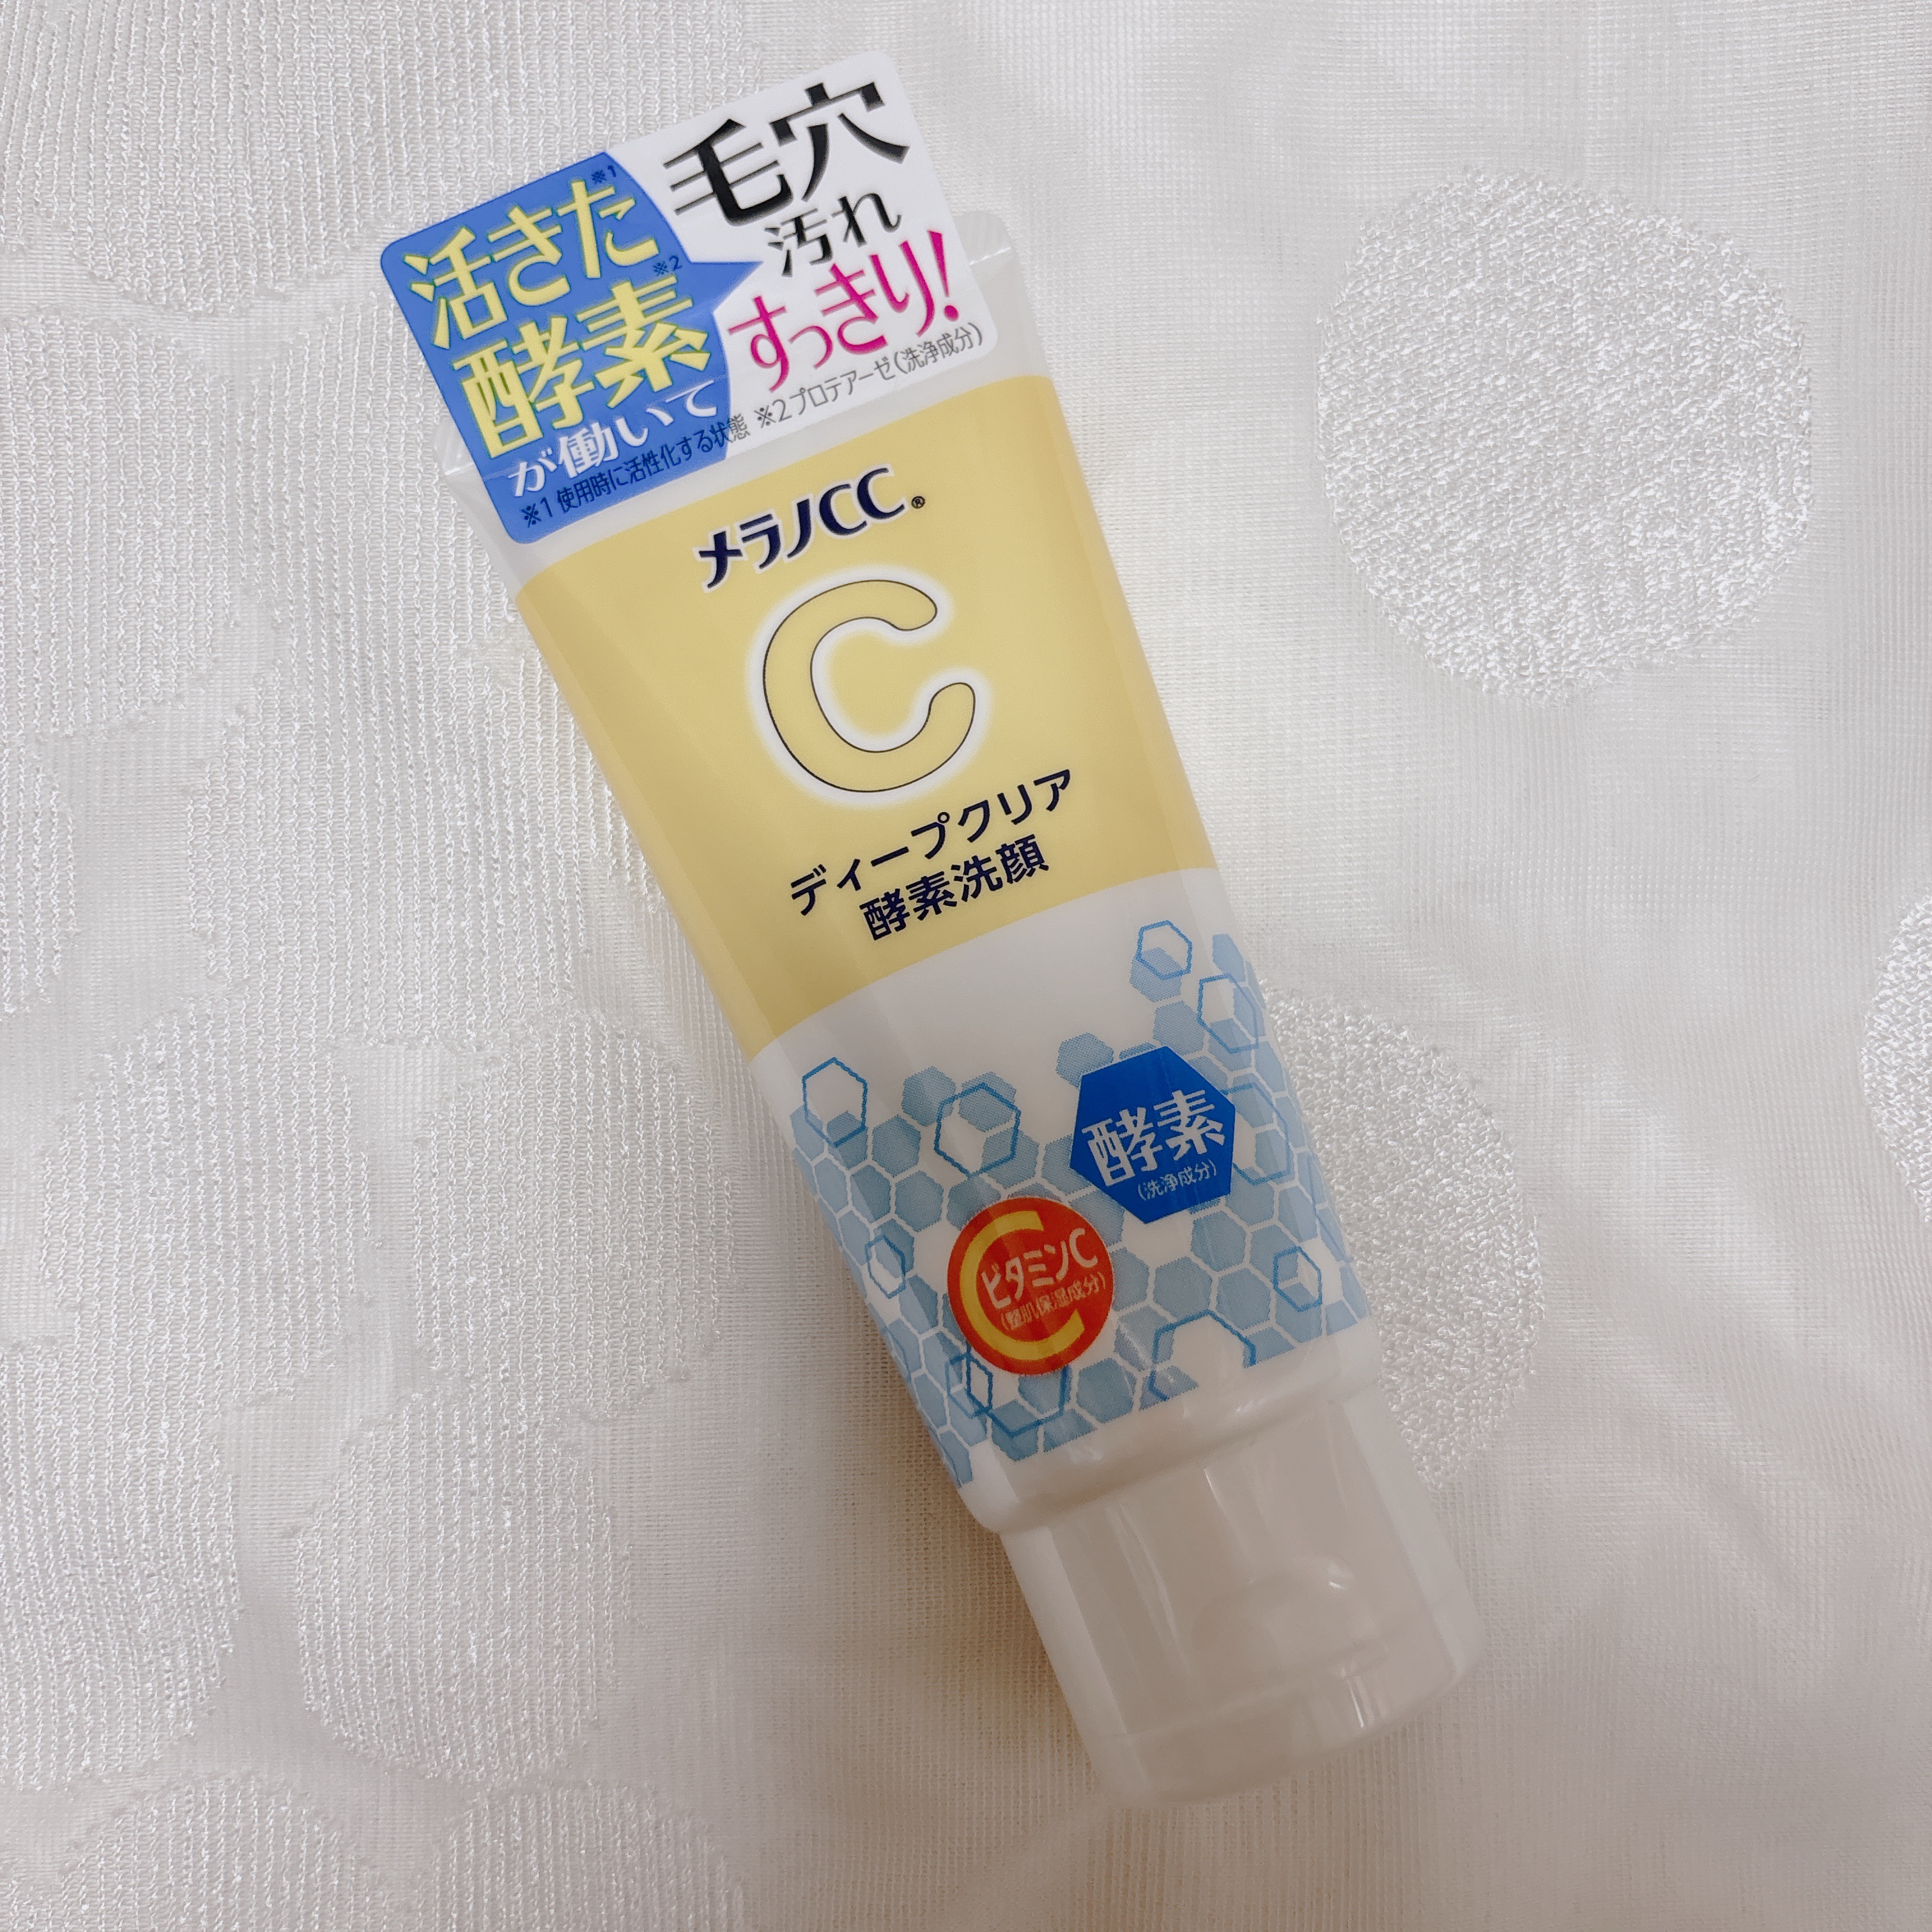 活きた※1
酵素※2
が働いて
毛穴
汚れ
すっきり!
※1 使用時に活性化する状態 ※2 プロテアーゼ(洗浄成分)
メラノCC®
C
ディープクリア
酵素洗顔
酵素
(洗浄成分)
C
ビタミンC
(整肌保湿成分)